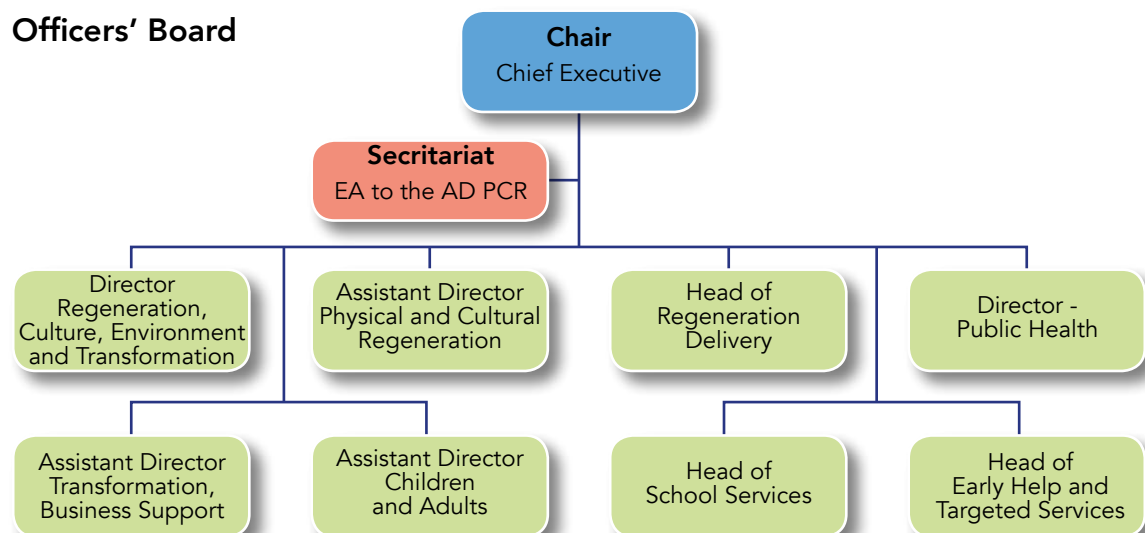 Officers’ Board
Chair
Chief Executive
Secritariat
EA to the AD PCR
Director
Regeneration,
Culture, Environment
and Transformation
Assistant Director
Physical and Cultural
Regeneration
Head of
Regeneration
Delivery
Director -
Public Health
Assistant Director
Transformation,
Business Support
Assistant Director
Children
and Adults
Head of
School Services
Head of
Early Help and
Targeted Services